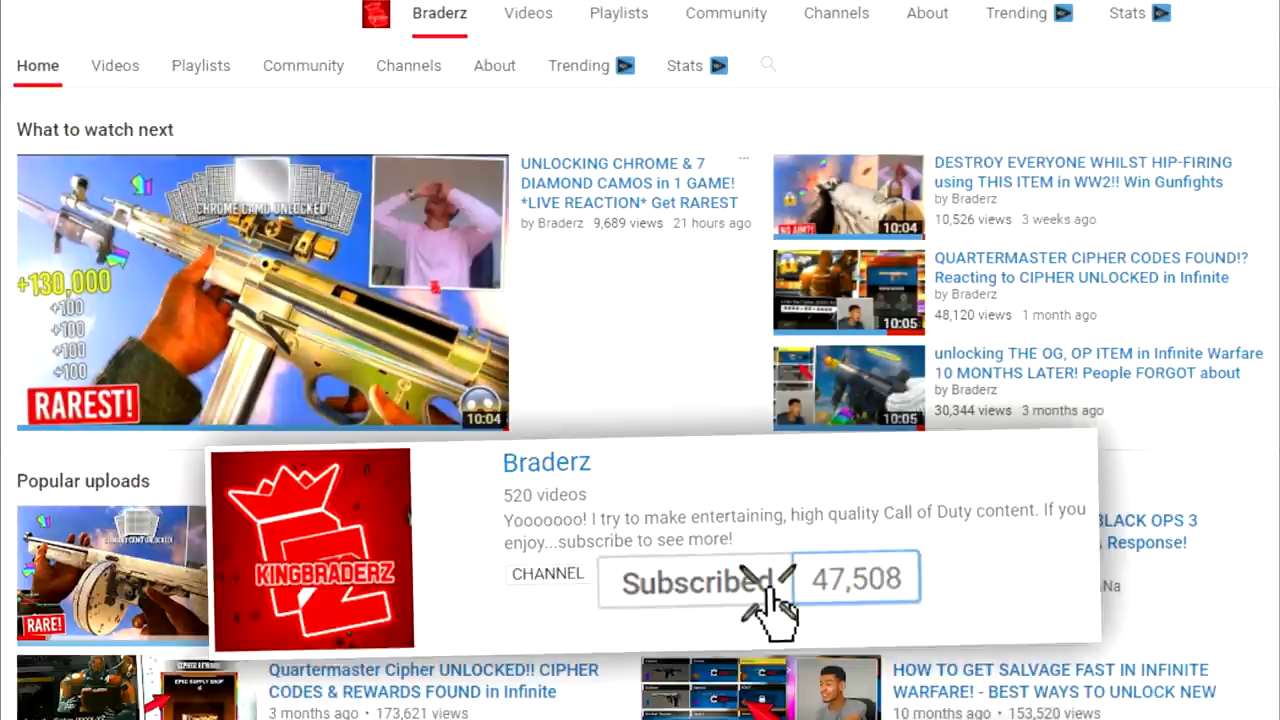 Braderz Videos Playlists Community Channels About Trending Stats
Home Videos Playlists Community Channels About Trending Stats
What to watch next
CHROME CAMO UNLOCKED
+130,000
+100
+100
+100
+100
RAREST!
10:04
UNLOCKING CHROME & 7
DIAMOND CAMOS in 1 GAME!
*LIVE REACTION* Get RAREST
by Braderz 9,689 views 21 hours ago
NO AIM?!
10:04
DESTROY EVERYONE WHILST HIP-FIRING
using THIS ITEM in WW2!! Win Gunfights
by Braderz
10,526 views 3 weeks ago
10:05
QUARTERMASTER CIPHER CODES FOUND!?
Reacting to CIPHER UNLOCKED in Infinite
by Braderz
48,120 views 1 month ago
10:05
unlocking THE OG, OP ITEM in Infinite Warfare
10 MONTHS LATER! People FORGOT about
by Braderz
30,344 views 3 months ago
Popular uploads
RARE!
KINGBRADERZ
Braderz
520 videos
Yooooooo! I try to make entertaining, high quality Call of Duty content. If you
enjoy...subscribe to see more!
CHANNEL
Subscribed
47,508
BLACK OPS 3
Response!
Na
EPIC SUPPLY DROP
Quartermaster Cipher UNLOCKED!! CIPHER
CODES & REWARDS FOUND in Infinite
3 months ago • 173,621 views
HOW TO GET SALVAGE FAST IN INFINITE
WARFARE! - BEST WAYS TO UNLOCK NEW
10 months ago • 153,520 views